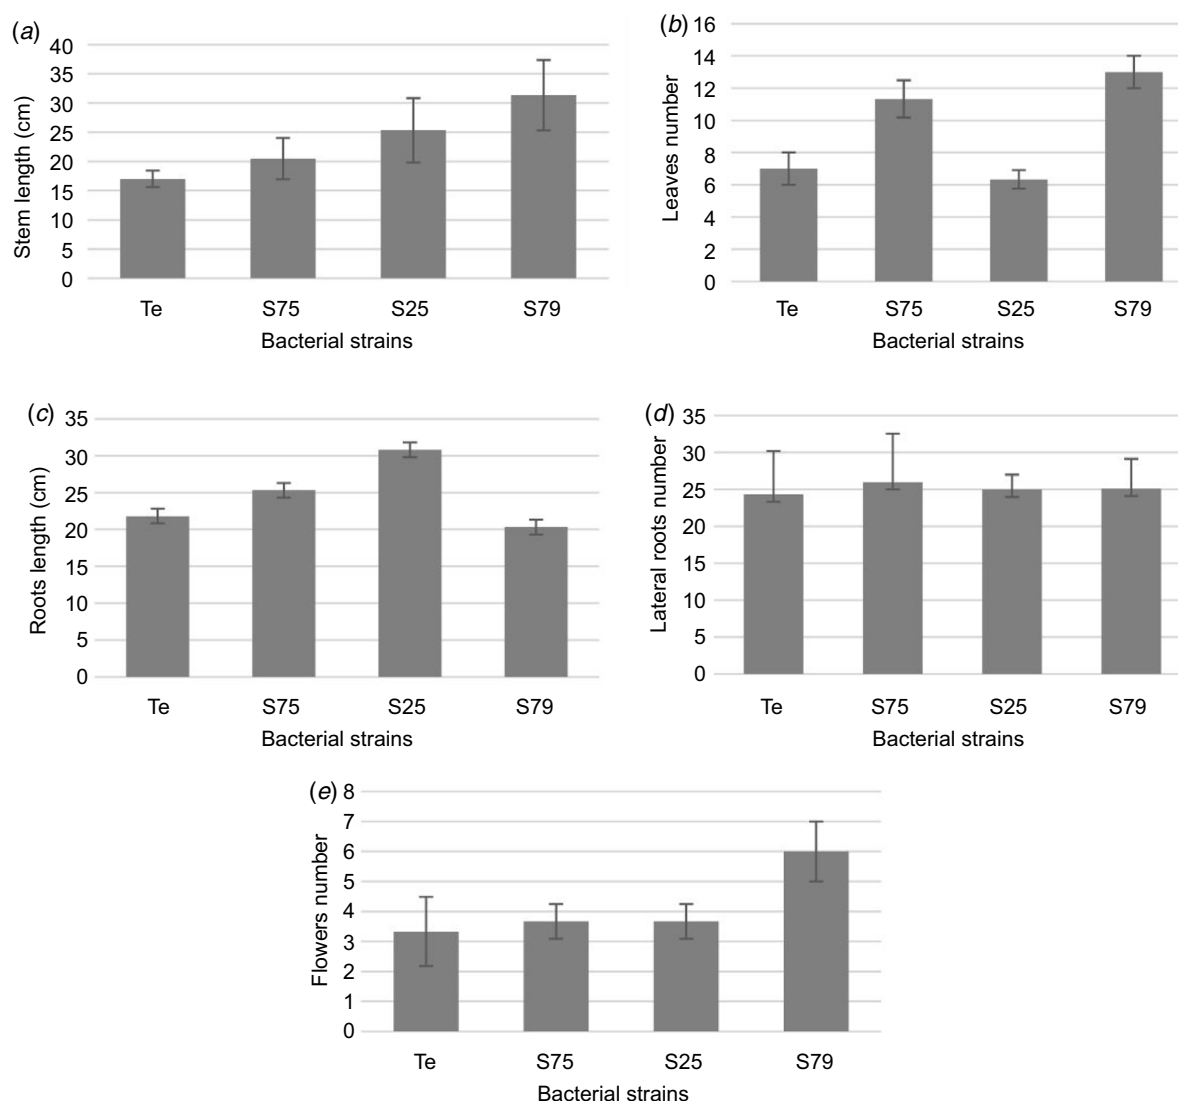 (a)
Stem length (cm)
40
35
30
25
20
15
10
5
0
Te S75 S25 S79
Bacterial strains
(b)
Leaves number
16
14
12
10
8
6
4
2
0
Te S75 S25 S79
Bacterial strains
(c)
Roots length (cm)
35
30
25
20
15
10
5
0
Te S75 S25 S79
Bacterial strains
(d)
Lateral roots number
35
30
25
20
15
10
5
0
Te S75 S25 S79
Bacterial strains
(e)
Flowers number
8
7
6
5
4
3
2
1
0
Te S75 S25 S79
Bacterial strains